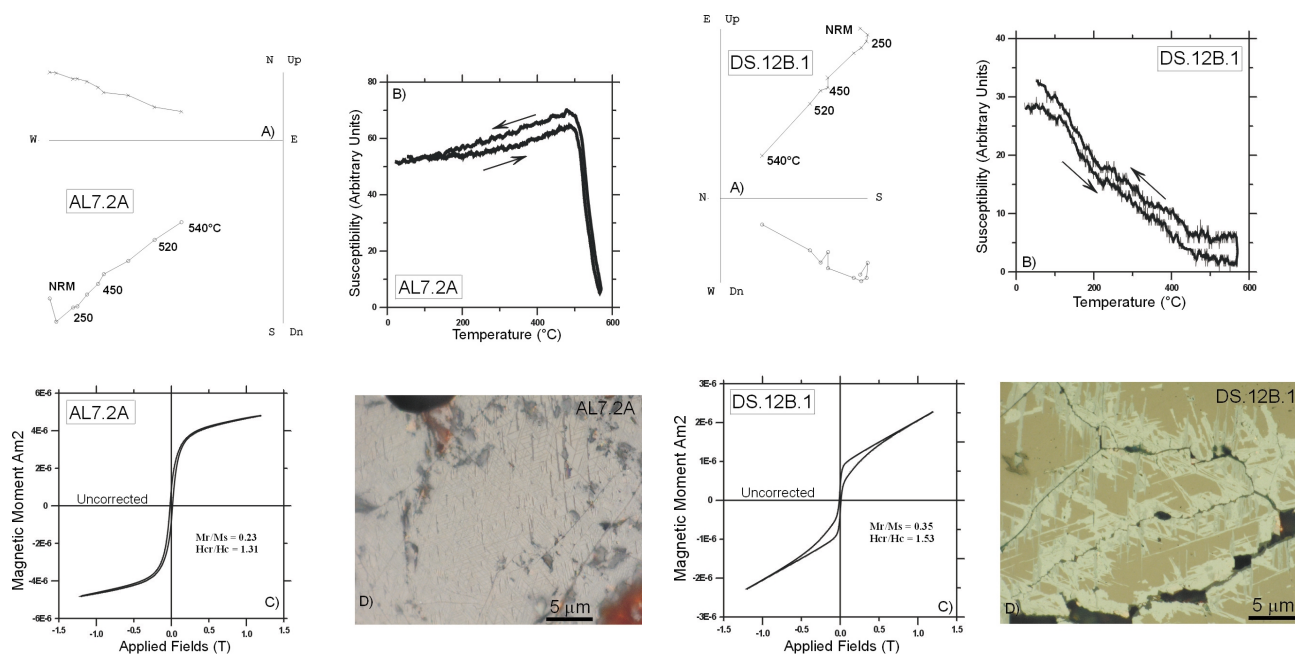 N Up
W
A)
E
AL7.2A
540°C
520
NRM
450
250
S Dn
B)
80
60
40
20
0
Susceptibility (Arbitrary Units)
AL7.2A
0 200 400 600
Temperature (°C)
E Up
NRM
DS.12B.1
250
450
520
540°C
A)
N
S
W Dn
DS.12B.1
40
30
20
10
0
Susceptibility (Arbitrary Units)
B)
0 200 400 600
Temperature (°C)
6E-6
4E-6
2E-6
0
-2E-6
-4E-6
-6E-6
Magnetic Moment Am2
AL7.2A
Uncorrected
Mr/Ms = 0.23
Hcr/Hc = 1.31
C)
-1.5 -1.0 -0.5 0.0 0.5 1.0 1.5
Applied Fields (T)
AL7.2A
D)
5 μm
3E-6
2E-6
1E-6
0
-1E-6
-2E-6
-3E-6
Magnetic Moment Am2
DS.12B.1
Uncorrected
Mr/Ms = 0.35
Hcr/Hc = 1.53
C)
-1.5 -1.0 -0.5 0.0 0.5 1.0 1.5
Applied Fields (T)
DS.12B.1
D)
5 μm